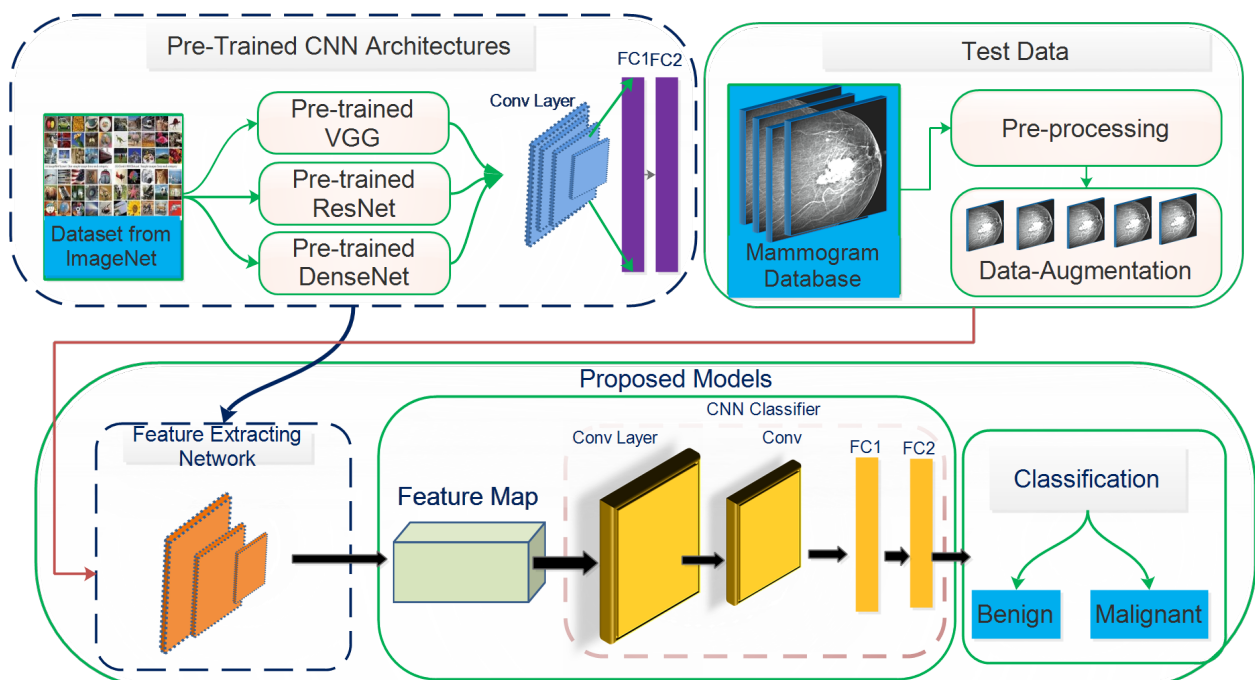 Pre-Trained CNN Architectures
FC1
FC2
Conv Layer
Pre-trained
VGG
Pre-trained
ResNet
Pre-trained
DenseNet
Dataset from
ImageNet
Test Data
Pre-processing
Mammogram
Database
Data-Augmentation
Proposed Models
Feature Extracting
Network
CNN Classifier
Conv Layer
Conv
FC1
FC2
Feature Map
Classification
Benign
Malignant